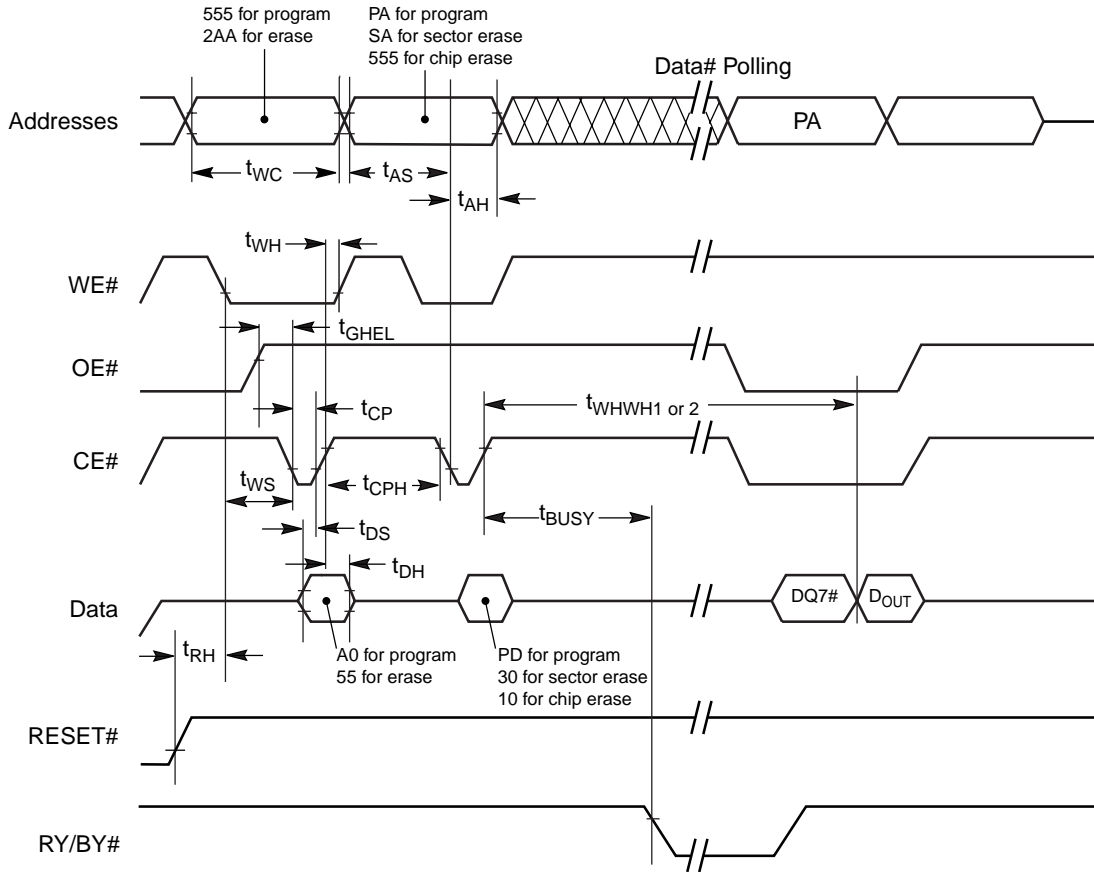 555 for program
2AA for erase
PA for program
SA for sector erase
555 for chip erase
Data# Polling
Addresses
PA
tWC
tAS
tAH
tWH
WE#
tGHEL
OE#
tWHWH1 or 2
tCP
CE#
tWS
tCPH
tBUSY
tDS
tDH
Data
DQ7#
DOUT
tRH
A0 for program
55 for erase
PD for program
30 for sector erase
10 for chip erase
RESET#
RY/BY#